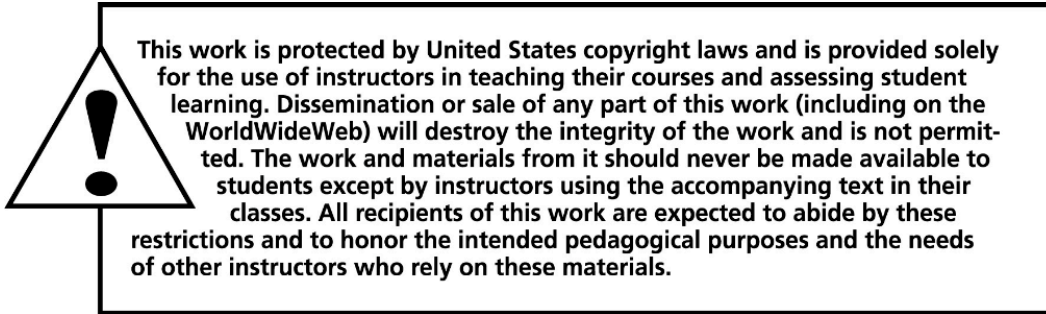 This work is protected by United States copyright laws and is provided solely
for the use of instructors in teaching their courses and assessing student
learning. Dissemination or sale of any part of this work (including on the
WorldWideWeb) will destroy the integrity of the work and is not permit-
ted. The work and materials from it should never be made available to
students except by instructors using the accompanying text in their
classes. All recipients of this work are expected to abide by these
restrictions and to honor the intended pedagogical purposes and the needs
of other instructors who rely on these materials.